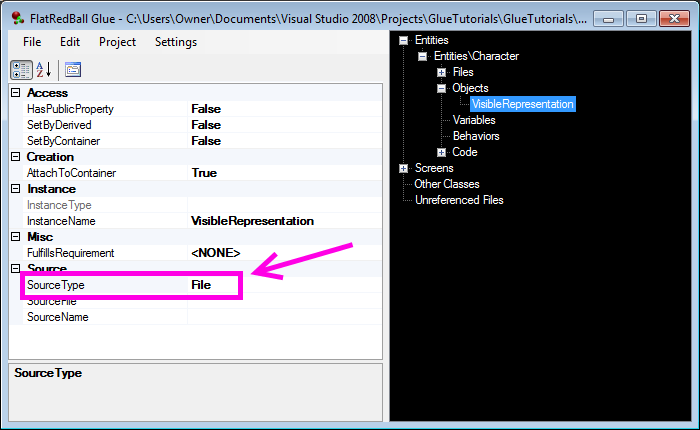 FlatRedBall Glue - C:\Users\Owner\Documents\Visual Studio 2008\Projects\GlueTutorials\GlueTutorials\...
File Edit Project Settings
Access
HasPublicProperty False
SetByDerived False
SetByContainer False
Creation
AttachToContainer True
Instance
InstanceType
InstanceName VisibleRepresentation
Misc
FulfillsRequirement <NONE>
Source
SourceType File
SourceFile
SourceName
SourceType
Entities
Entities\Character
Files
Objects
VisibleRepresentation
Variables
Behaviors
Code
Screens
Other Classes
Unreferenced Files